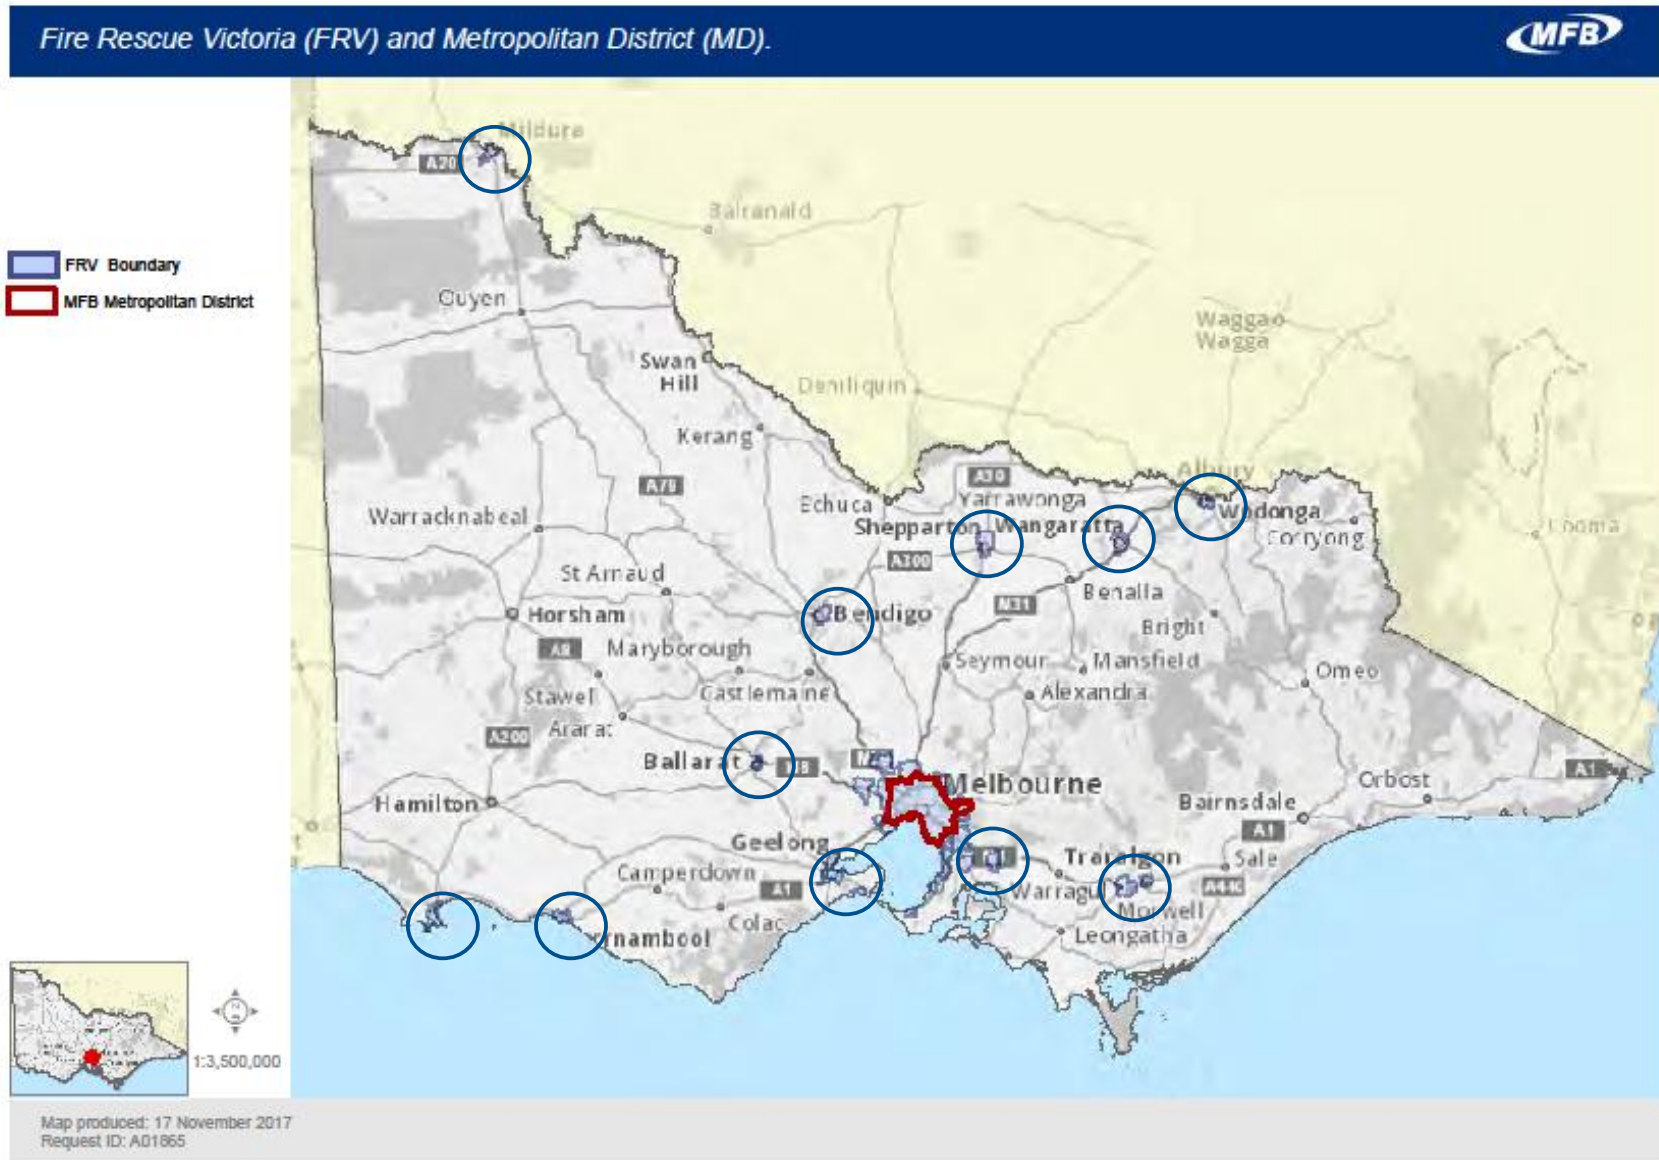 Fire Rescue Victoria (FRV) and Metropolitan District (MD).
MFB
FRV Boundary
MFB Metropolitan District
Mildura
A20
Balranald
Ouyen
Waggao
Wagga
Swan
Hill
Deniliquin
Kerang
A79
A39
Albury
Echuca
Yarrawonga
Warracknabeal
Shepparton
Wangaratta
Wodonga
Cooma
Corryong
A300
St Arnaud
Benalla
M31
Horsham
Bendigo
Bright
A8
Maryborough
Seymour
Mansfield
Omeo
Stawel
Castlemaine
Alexandra
Ararat
A200
Ballarat
Melbourne
Orbost
A1
Hamilton
Bairnsdale
A1
Geelong
Traralgon
Sale
Camperdown
A1
Warragul
A440
Morwell
Colac
rnambool
Leongatha
1:3,500,000
Map produced: 17 November 2017
Request ID: A01865